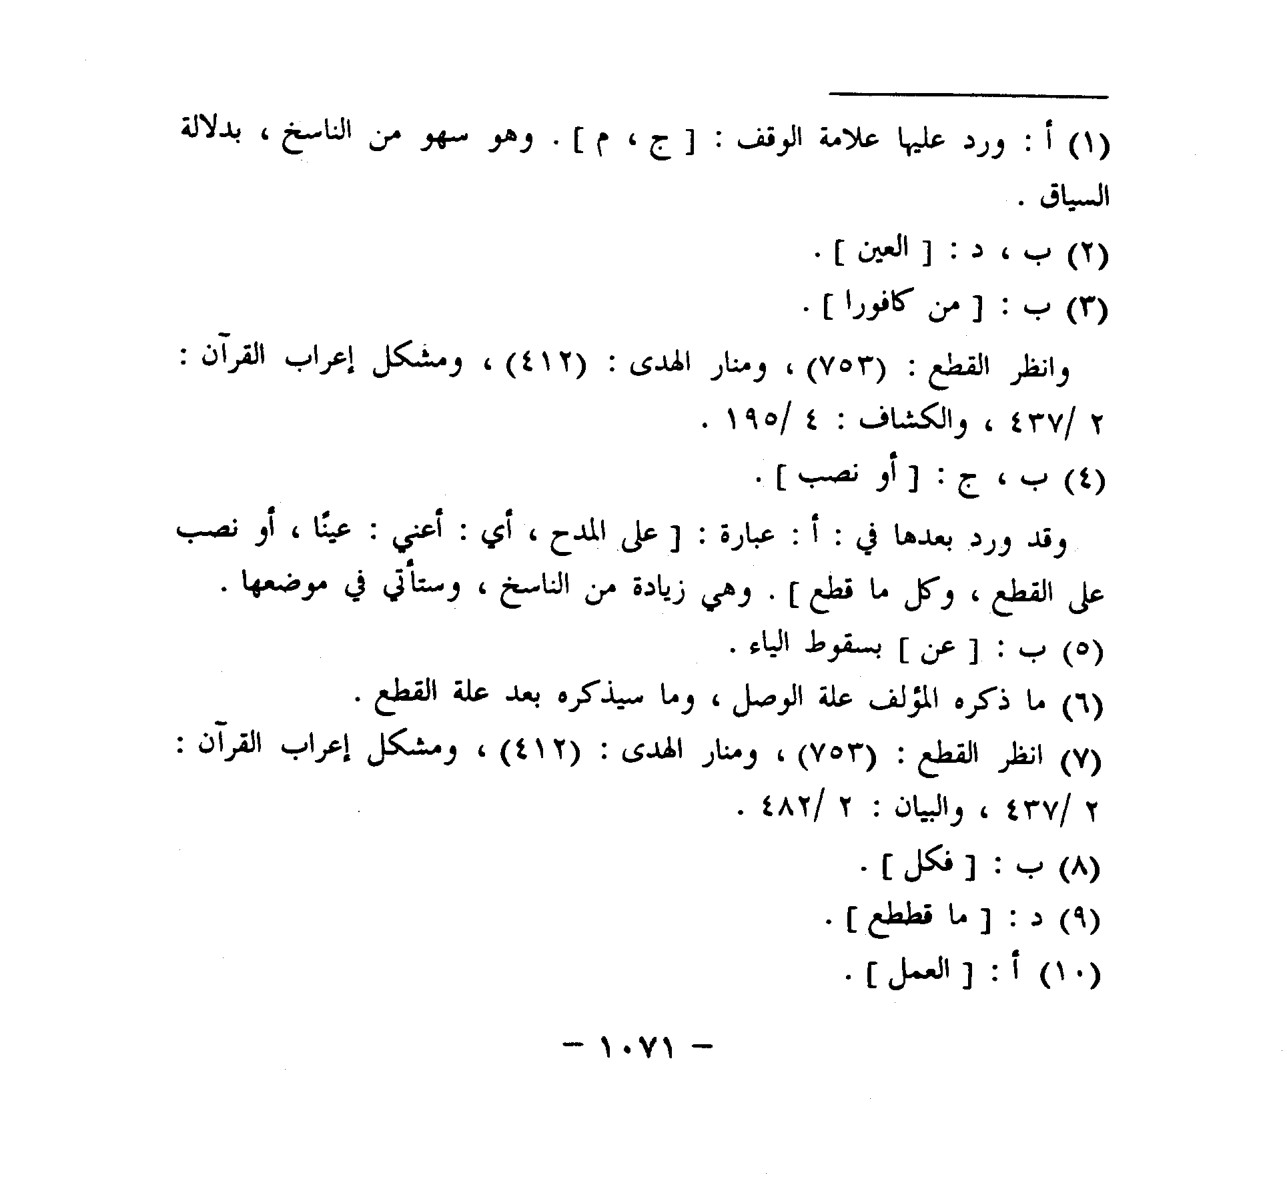 (١) أ : ورد عليها علامة الوقف : [ ج ، م ] . وهو سهو من الناسخ ، بدلالة
السياق .
(٢) ب ، د : [ العين ] .
(٣) ب : [ من كافورا ] .
وانظر القطع : (٧٥٣) ، ومنار الهدى : (٤١٢) ، ومشكل إعراب القرآن :
٢ /٤٣٧ ، والكشاف : ٤ /١٩٥ .
(٤) ب ، ج : [ أو نصب ] .
وقد ورد بعدها في : أ : عبارة : [ على المدح ، أي : أعني : عينًا ، أو نصب
على القطع ، وكل ما قطع ] . وهي زيادة من الناسخ ، وستأتي في موضعها .
(٥) ب : [ عن ] بسقوط الياء .
(٦) ما ذكره المؤلف علة الوصل ، وما سيذكره بعد علة القطع .
(٧) انظر القطع : (٧٥٣) ، ومنار الهدى : (٤١٢) ، ومشكل إعراب القرآن :
٢ /٤٣٧ ، والبيان : ٢ /٤٨٢ .
(٨) ب : [ فكل ] .
(٩) د : [ ما قططع ] .
(١٠) أ : [ العمل ] .
– ١٠٧١ –